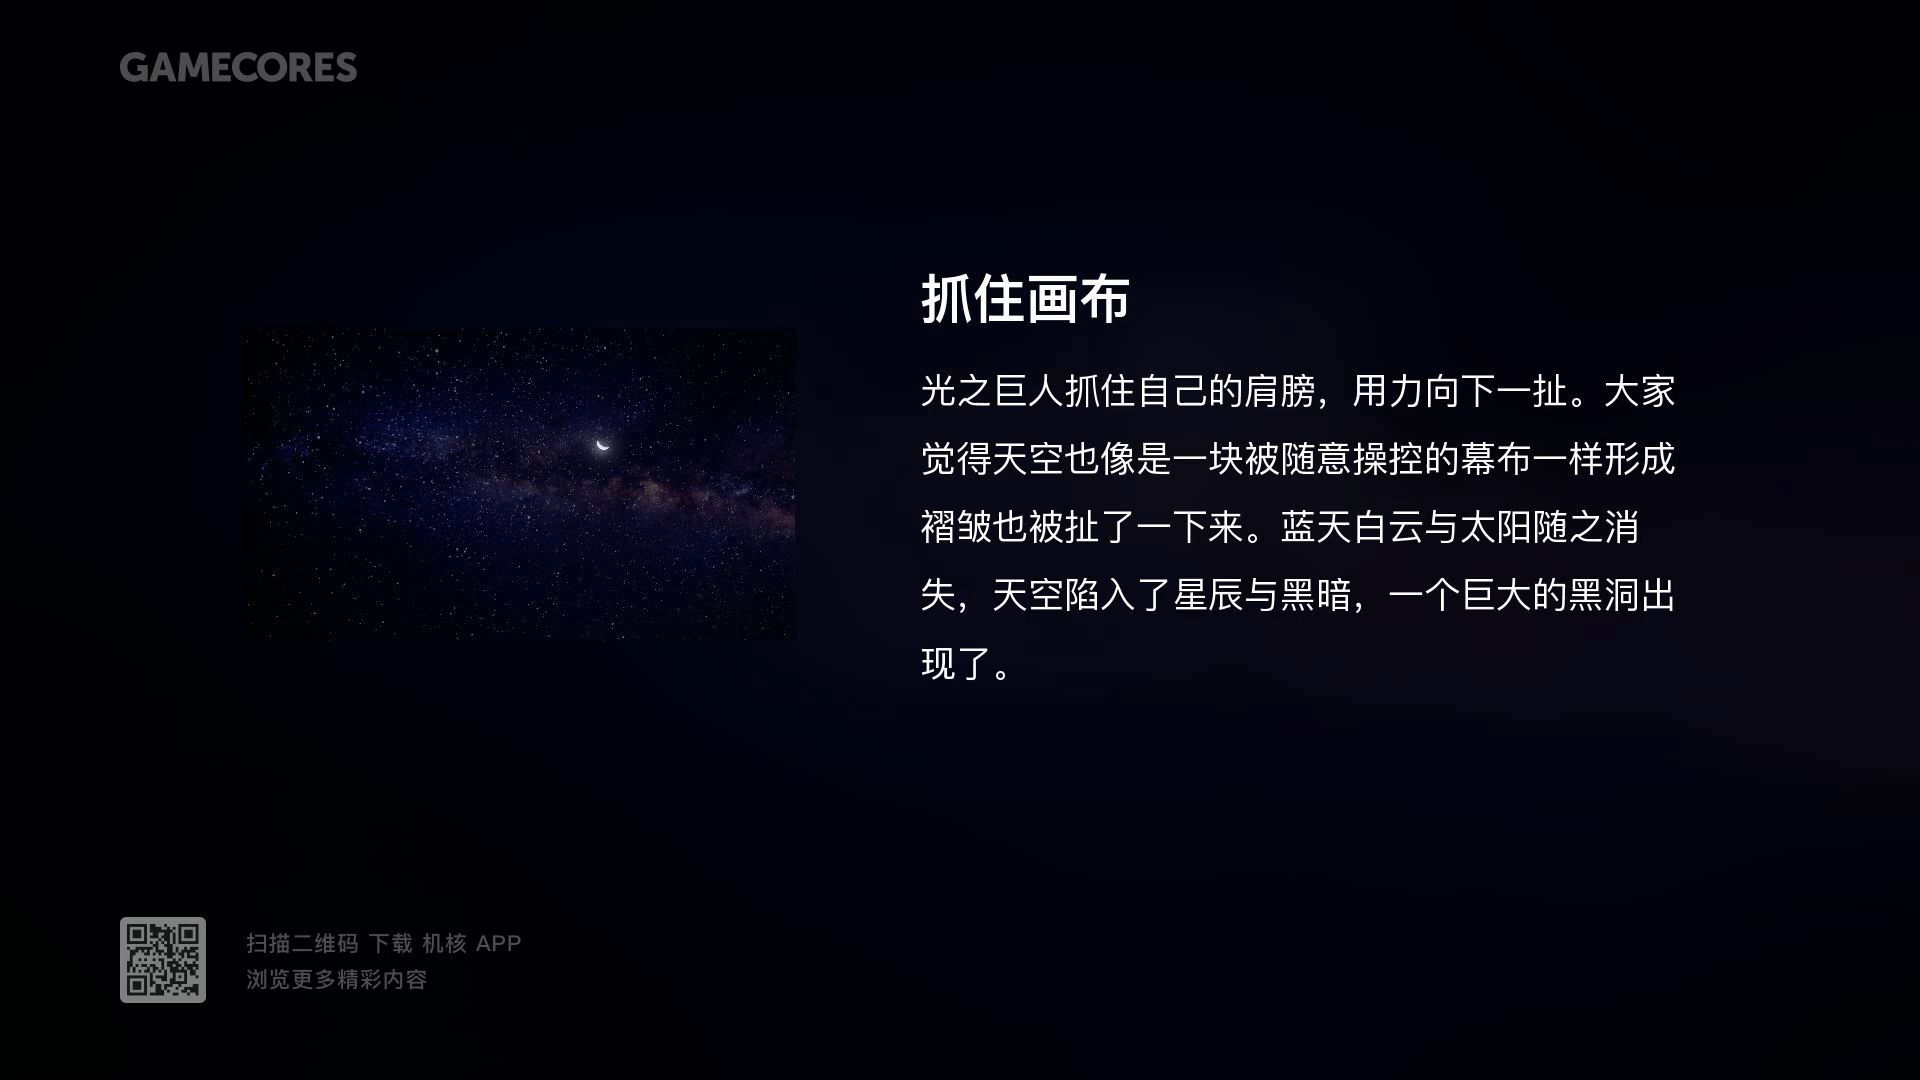 GAMECORES
抓住画布
光之巨人抓住自己的肩膀，用力向下一扯。大家
觉得天空也像是一块被随意操控的幕布一样形成
褶皱也被扯了一下来。蓝天白云与太阳随之消
失，天空陷入了星辰与黑暗，一个巨大的黑洞出
现了。
扫描二维码 下载 机核 APP
浏览更多精彩内容